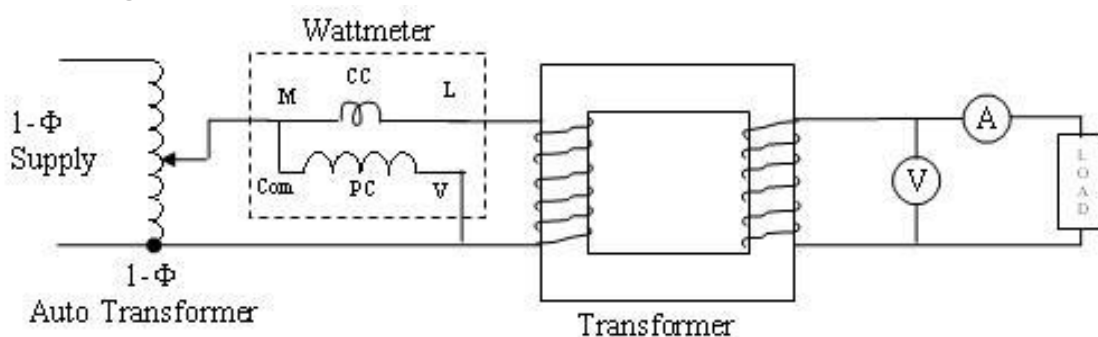 Wattmeter
M
CC
L
1-Φ
Supply
Com
PC
V
A
V
LOAD
1-Φ
Auto Transformer
Transformer